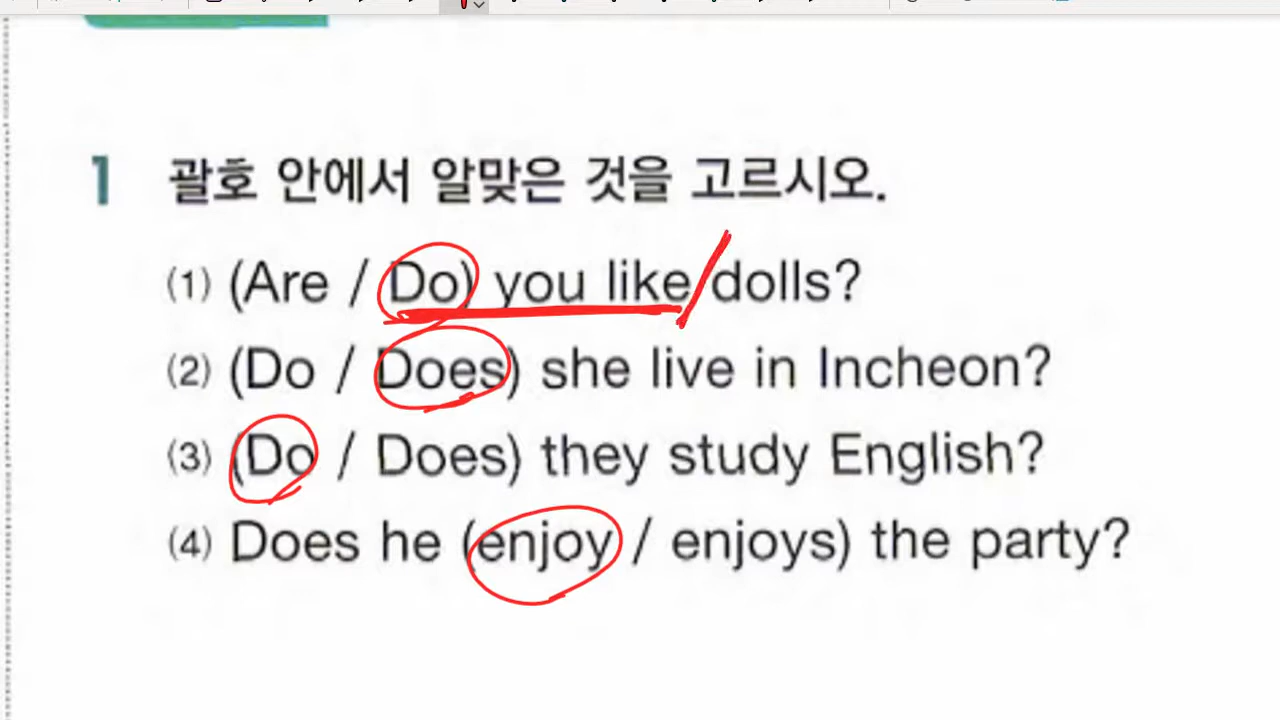 1 괄호 안에서 알맞은 것을 고르시오.
(1) (Are / Do) you like dolls?
(2) (Do / Does) she live in Incheon?
(3) (Do / Does) they study English?
(4) Does he (enjoy / enjoys) the party?